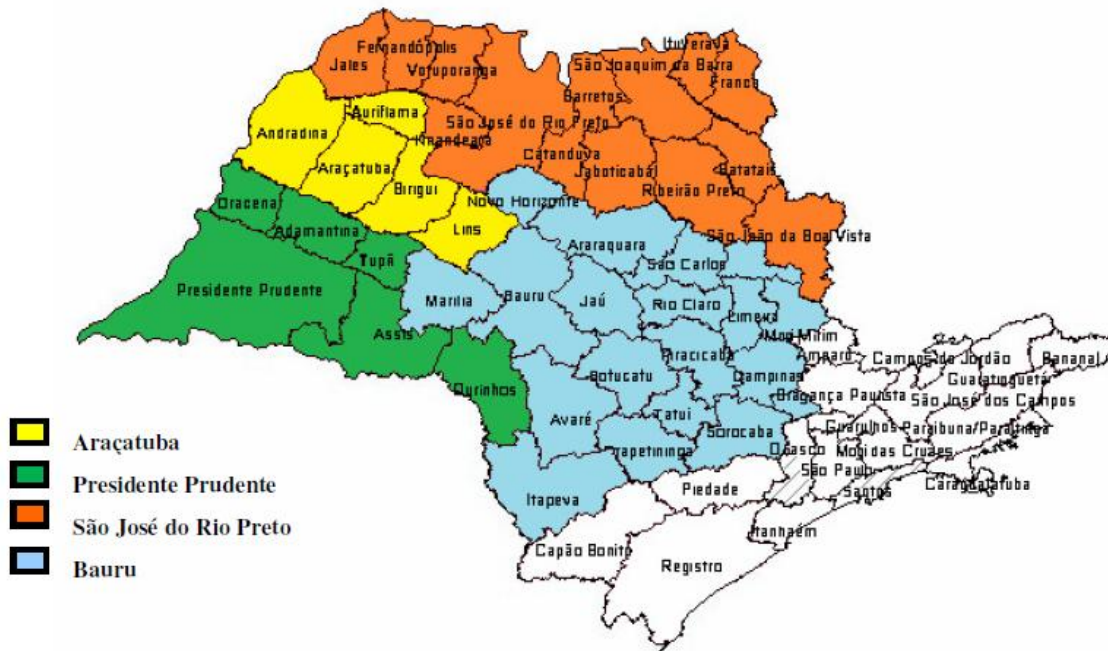 Ituverava
Fernandópolis
São Joaquim da Barra
Jales
Votuporanga
Franca
Barretos
Auriflama
São José do Rio Preto
Andradina
Nhandeara
Catanduva
Araçatuba
Jaboticabal
Batatais
Birigui
Ribeirão Preto
Dracena
Novo Horizonte
Adamantina
Lins
São João da Boa Vista
Araraquara
Tupã
São Carlos
Presidente Prudente
Marília
Bauru
Jaú
Rio Claro
Limeira
Assis
Mogi Mirim
Piracicaba
Amparo
Campos do Jordão
Bananal
Botucatu
Campinas
Guaratinguetá
Ourinhos
Bragança Paulista
São José dos Campos
Avaré
Tatui
Sorocaba
Guarulhos
Paraibuna/Paraitinga
Itapetininga
Osasco
Mogi das Cruzes
São Paulo
Caraguatatuba
Itapeva
Piedade
Santos
Itanhaém
Capão Bonito
Registro
Araçatuba
Presidente Prudente
São José do Rio Preto
Bauru